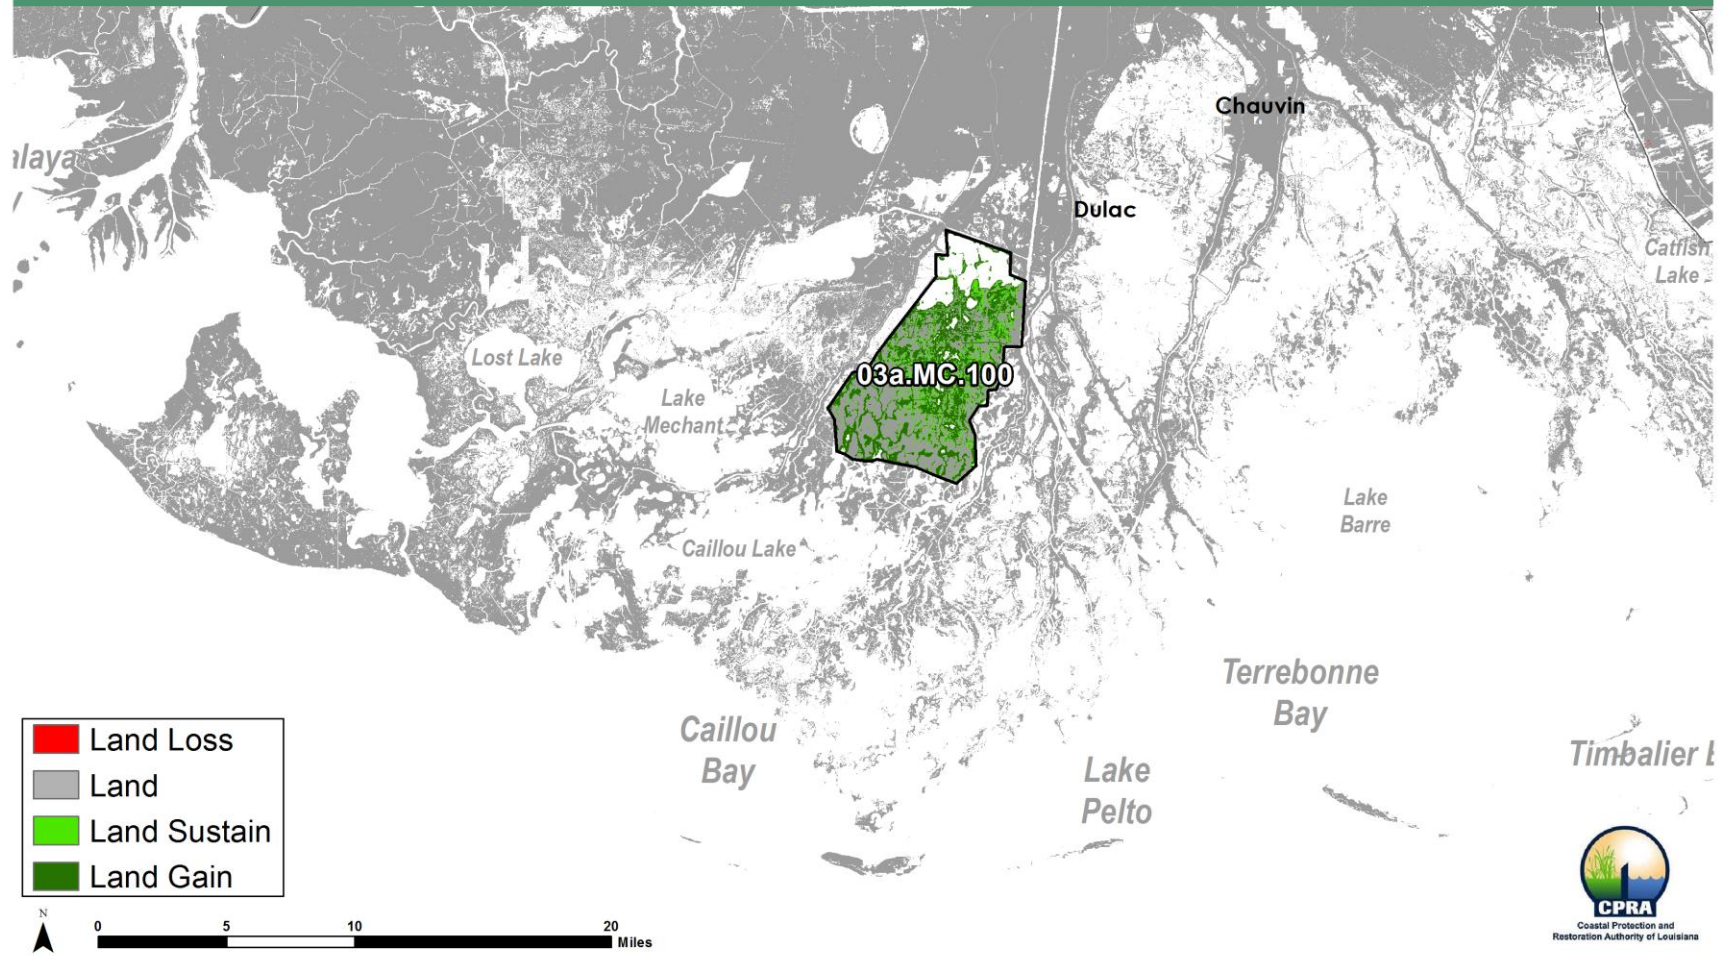 Chauvin
alaya
Dulac
Catfish
Lake
Lost Lake
03a.MC.100
Lake
Mechant
Lake
Barre
Caillou Lake
Terrebonne
Bay
Caillou
Bay
Lake
Pelto
Timbalier
Land Loss
Land
Land Sustain
Land Gain
N
0 5 10 20
Miles
CPRA
Coastal Protection and
Restoration Authority of Louisiana